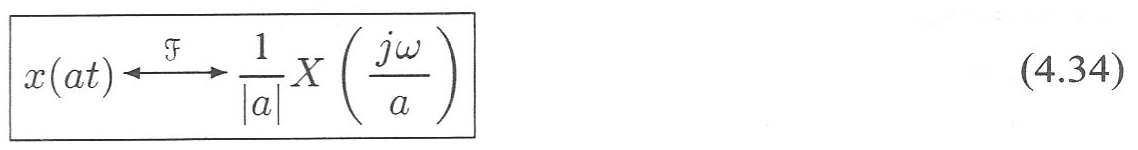 x(at) ⟷ℱ 1/|a| X(jω/a) (4.34)